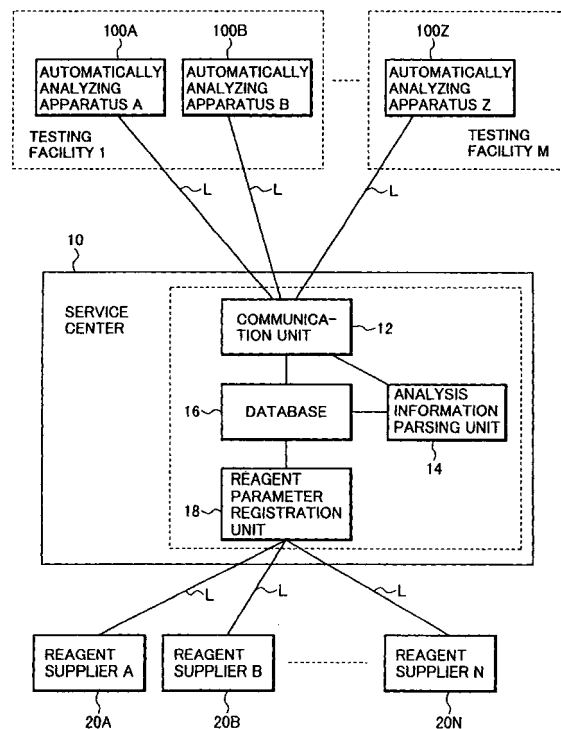 100A
100B
100Z
AUTOMATICALLY
ANALYZING
APPARATUS A
AUTOMATICALLY
ANALYZING
APPARATUS B
AUTOMATICALLY
ANALYZING
APPARATUS Z
TESTING
FACILITY 1
TESTING
FACILITY M
L
L
L
10
SERVICE
CENTER
COMMUNICA-
TION UNIT
12
16
DATABASE
ANALYSIS
INFORMATION
PARSING UNIT
14
18
REAGENT
PARAMETER
REGISTRATION
UNIT
L
L
L
REAGENT
SUPPLIER A
REAGENT
SUPPLIER B
REAGENT
SUPPLIER N
20A
20B
20N